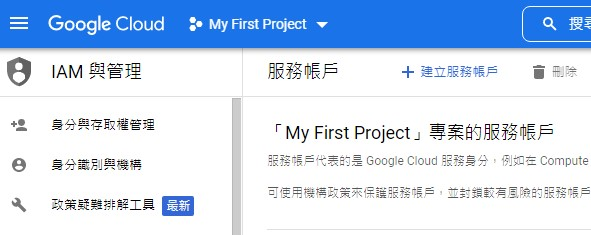 Google Cloud My First Project 搜尋
IAM 與管理 服務帳戶 建立服務帳戶 刪除
身分與存取權管理
身分識別與機構
政策疑難排解工具 最新
「My First Project」專案的服務帳戶
服務帳戶代表的是 Google Cloud 服務身分，例如在 Compute
可使用機構政策來保護服務帳戶，並封鎖較有風險的服務帳戶